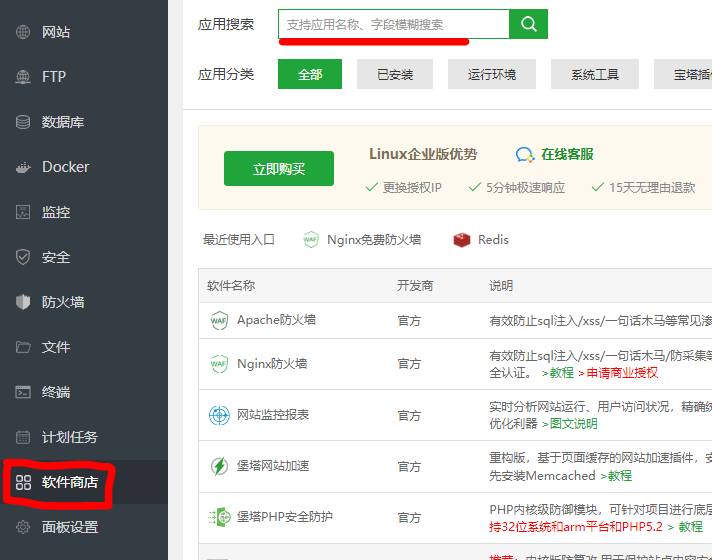 网站
FTP
数据库
Docker
监控
安全
防火墙
文件
终端
计划任务
软件商店
面板设置
应用搜索
支持应用名称、字段模糊搜索
应用分类
全部
已安装
运行环境
系统工具
宝塔插
立即购买
Linux企业版优势
在线客服
更换授权IP
5分钟极速响应
15天无理由退款
最近使用入口
WAF
Nginx免费防火墙
Redis
软件名称 开发商 说明
WAF Apache防火墙 官方 有效防止sql注入/xss/一句话木马等常见渗
WAF Nginx防火墙 官方 有效防止sql注入/xss/一句话木马/防采集等
全认证。 >教程 >申请商业授权
网站监控报表 官方 实时分析网站运行、用户访问状况，精确统
优化利器 >图文说明
堡塔网站加速 官方 重构版，基于页面缓存的网站加速插件，安
先安装Memcached >教程
堡塔PHP安全防护 官方 PHP内核级防御模块，可针对项目进行底层
持32位系统和arm平台和PHP5.2 > 教程